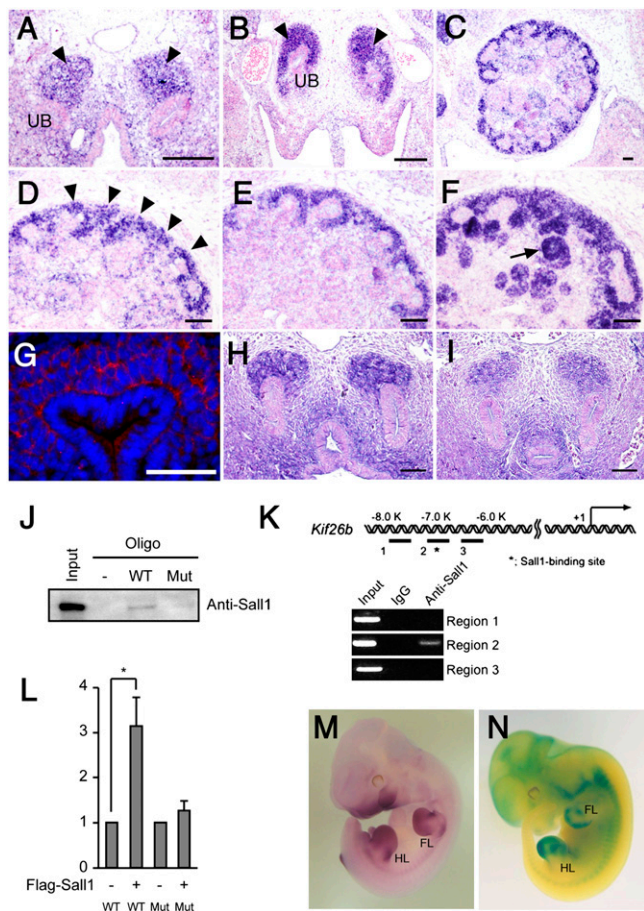 A
B
C
UB
UB
D
E
F
G
H
I
J
K
Oligo
Input
-
WT
Mut
Anti-Sall1
-8.0 K
-7.0 K
-6.0 K
+1
Kif26b
1
2
*
3
*: Sall1-binding site
Input
IgG
Anti-Sall1
Region 1
Region 2
Region 3
L
*
4
3
2
1
0
Flag-Sall1
-
+
-
+
WT
WT
Mut
Mut
M
FL
HL
N
FL
HL